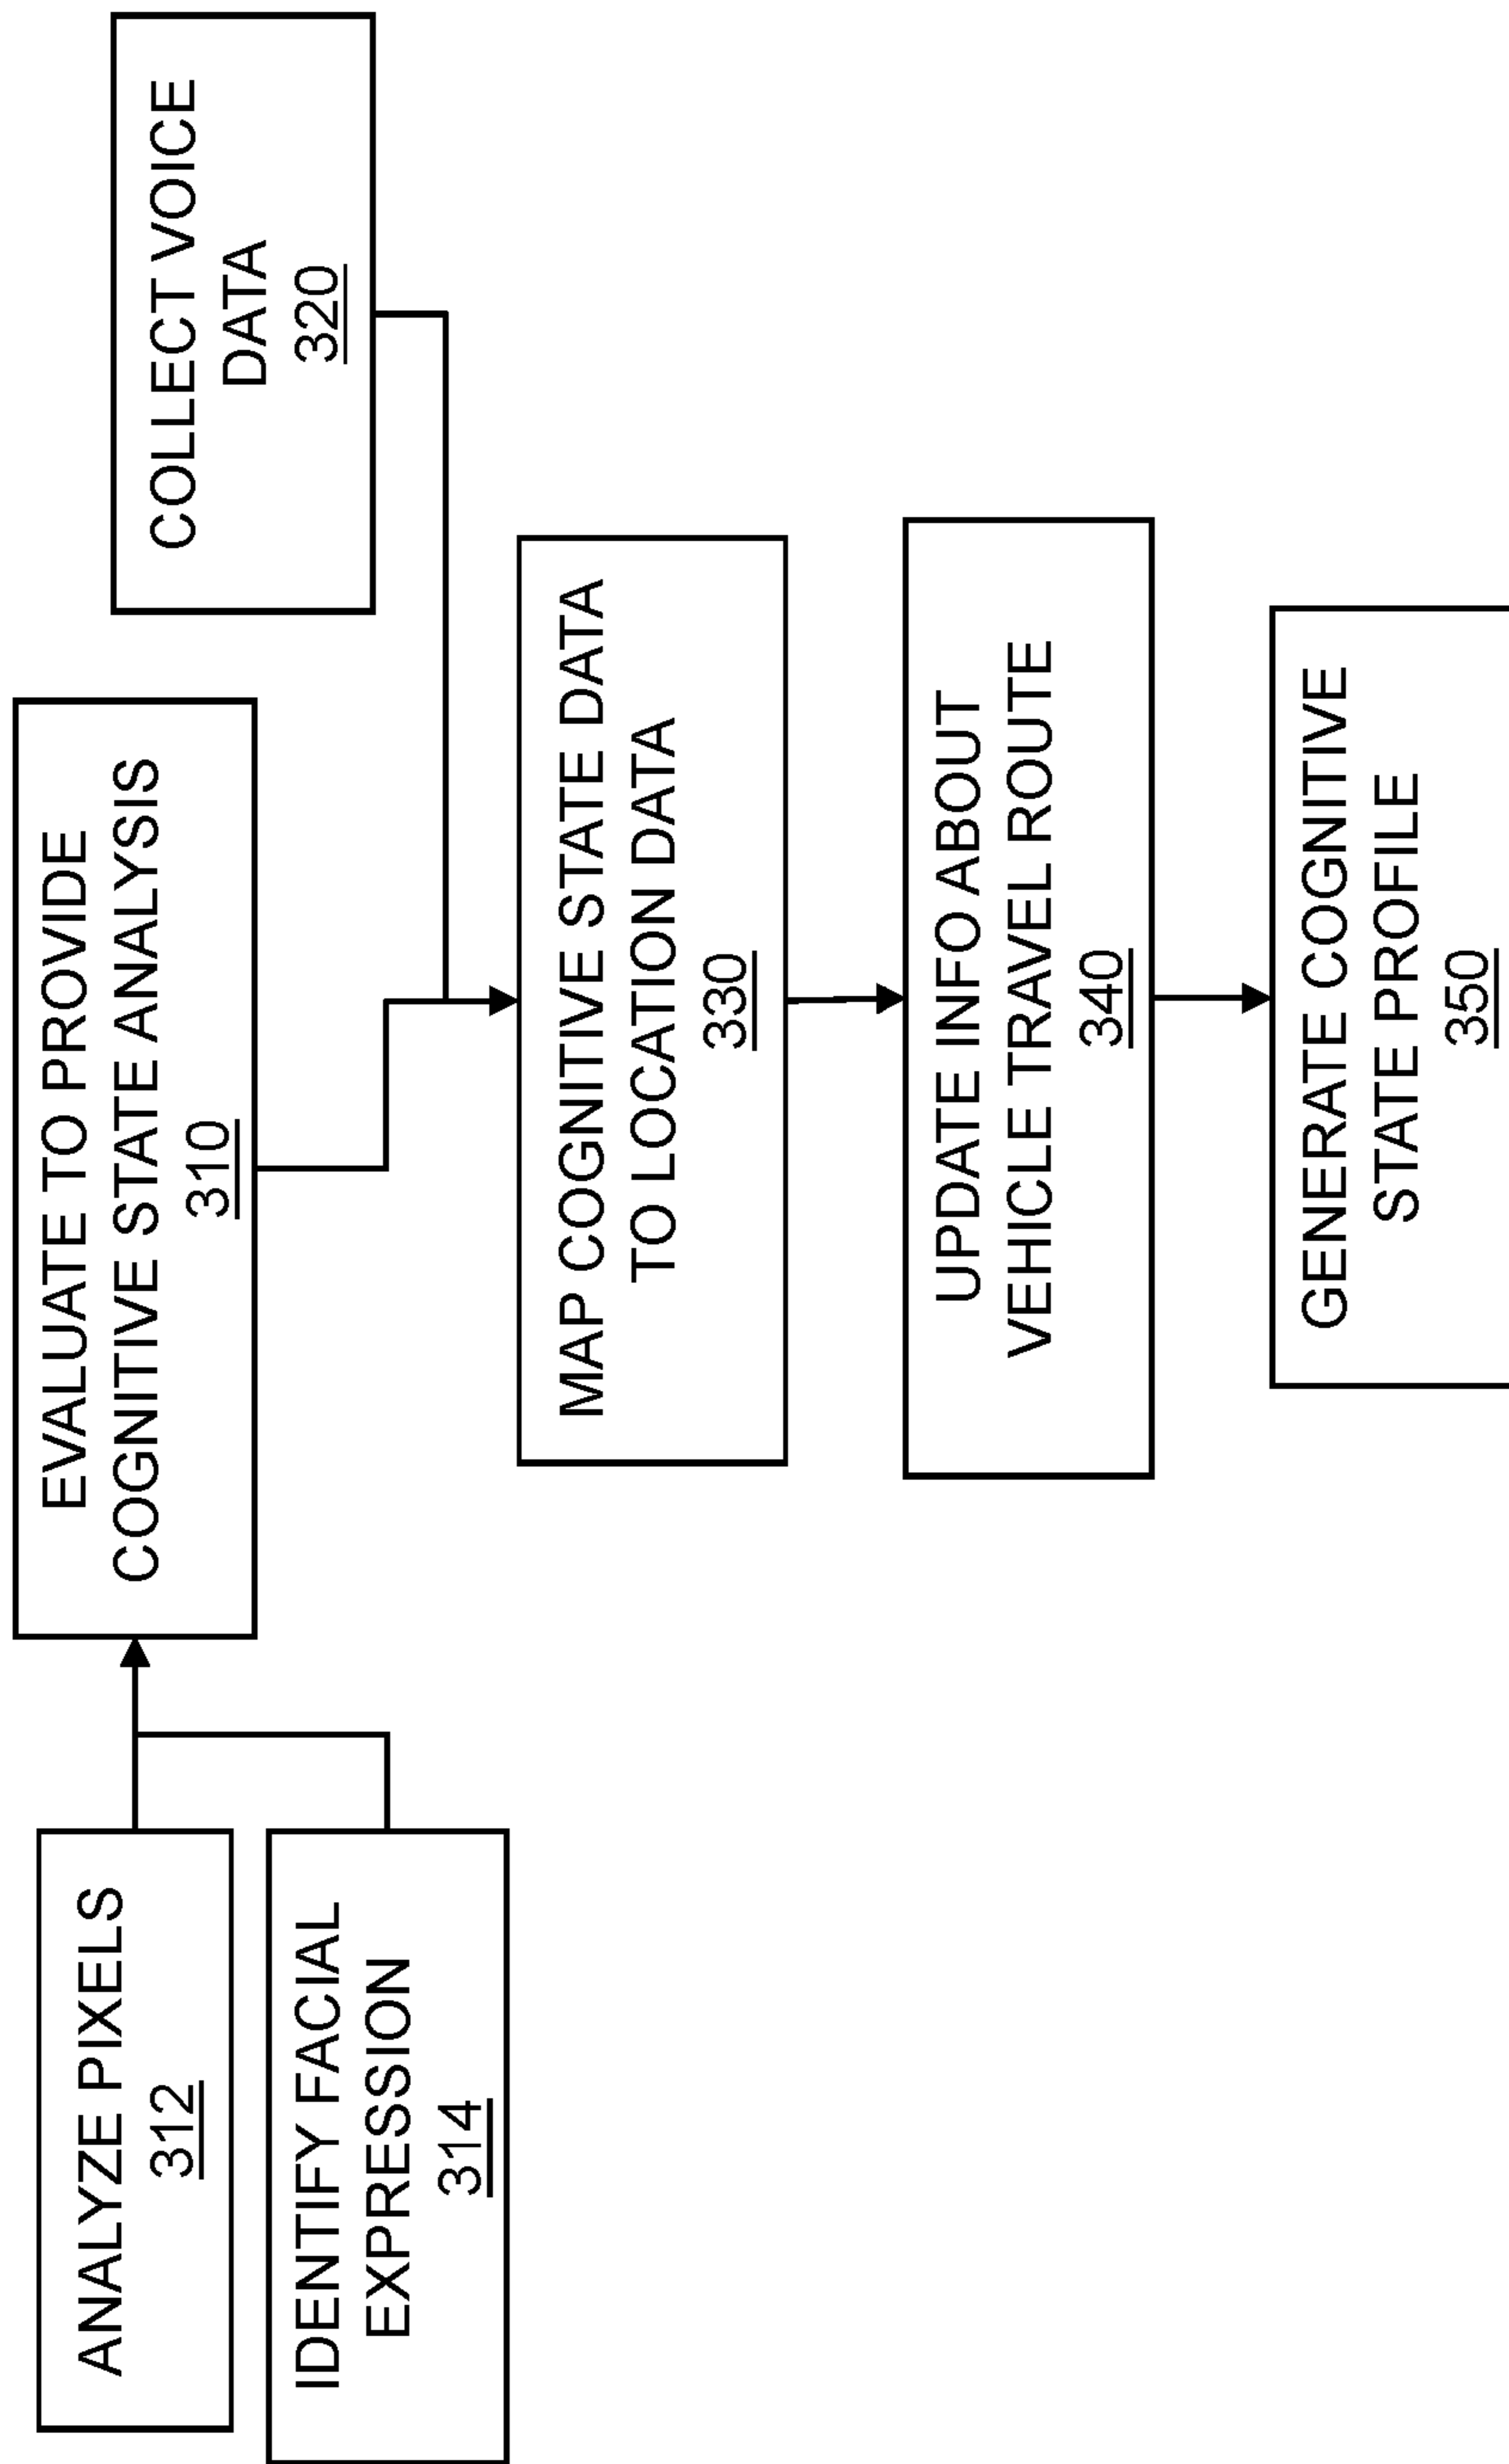 ANALYZE PIXELS
312
IDENTIFY FACIAL
EXPRESSION
314
EVALUATE TO PROVIDE
COGNITIVE STATE ANALYSIS
310
COLLECT VOICE
DATA
320
MAP COGNITIVE STATE DATA
TO LOCATION DATA
330
UPDATE INFO ABOUT
VEHICLE TRAVEL ROUTE
340
GENERATE COGNITIVE
STATE PROFILE
350